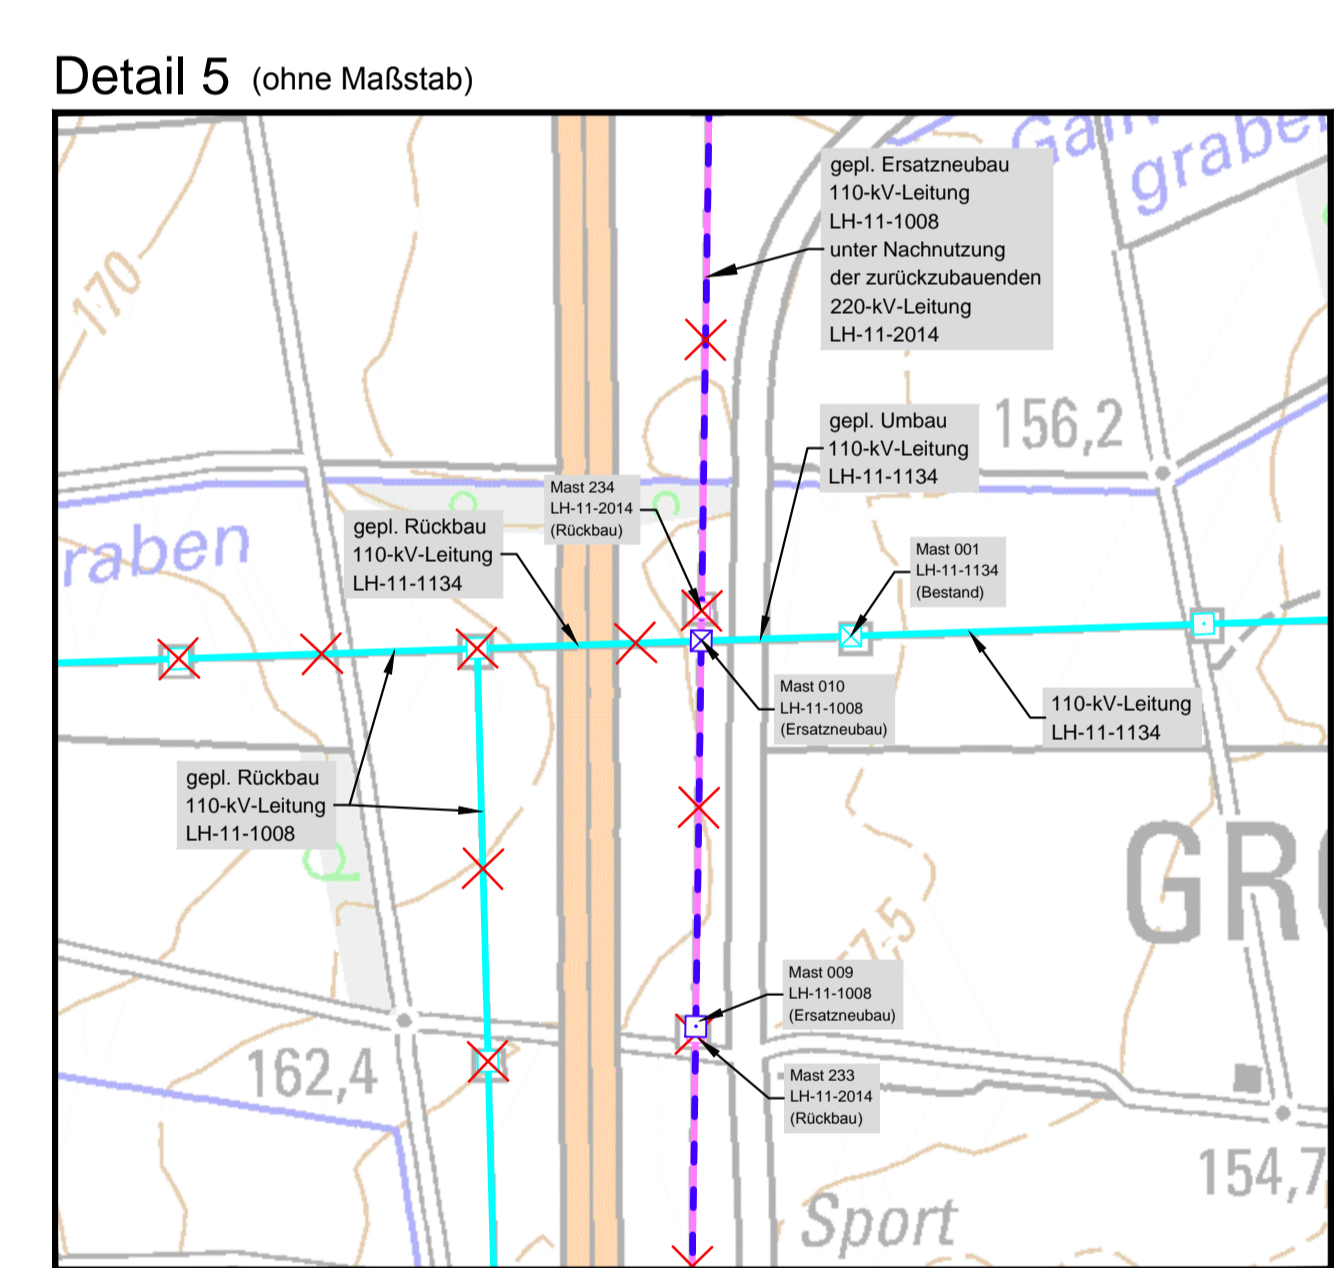 Detail 5 (ohne Maßstab)
gepl. Ersatzneubau
110-kV-Leitung
LH-11-1008
unter Nachnutzung
der zurückzubauenden
220-kV-Leitung
LH-11-2014
graben
170
156,2
gepl. Umbau
110-kV-Leitung
LH-11-1134
Mast 234
LH-11-2014
(Rückbau)
gepl. Rückbau
110-kV-Leitung
LH-11-1134
raben
Mast 001
LH-11-1134
(Bestand)
Mast 010
LH-11-1008
(Ersatzneubau)
110-kV-Leitung
LH-11-1134
gepl. Rückbau
110-kV-Leitung
LH-11-1008
GRO
7,5
Mast 009
LH-11-1008
(Ersatzneubau)
162,4
Mast 233
LH-11-2014
(Rückbau)
154,7
Sport